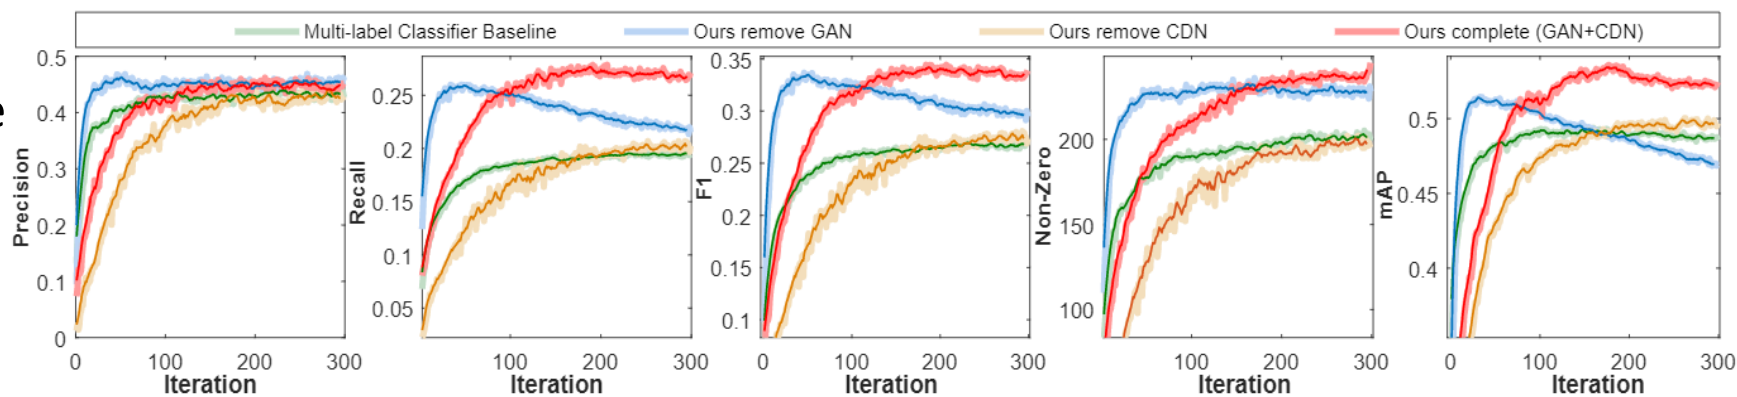 Multi-label Classifier Baseline Ours remove GAN Ours remove CDN Ours complete (GAN+CDN)
e
Precision
0.5
0.4
0.3
0.2
0.1
0
0 100 200 300
Iteration
Recall
0.25
0.2
0.15
0.1
0.05
100 200 300
Iteration
F1
0.35
0.3
0.25
0.2
0.15
0.1
0 100 200 300
Iteration
Non-Zero
200
150
100
100 200 300
Iteration
mAP
0.5
0.45
0.4
0 100 200 300
Iteration